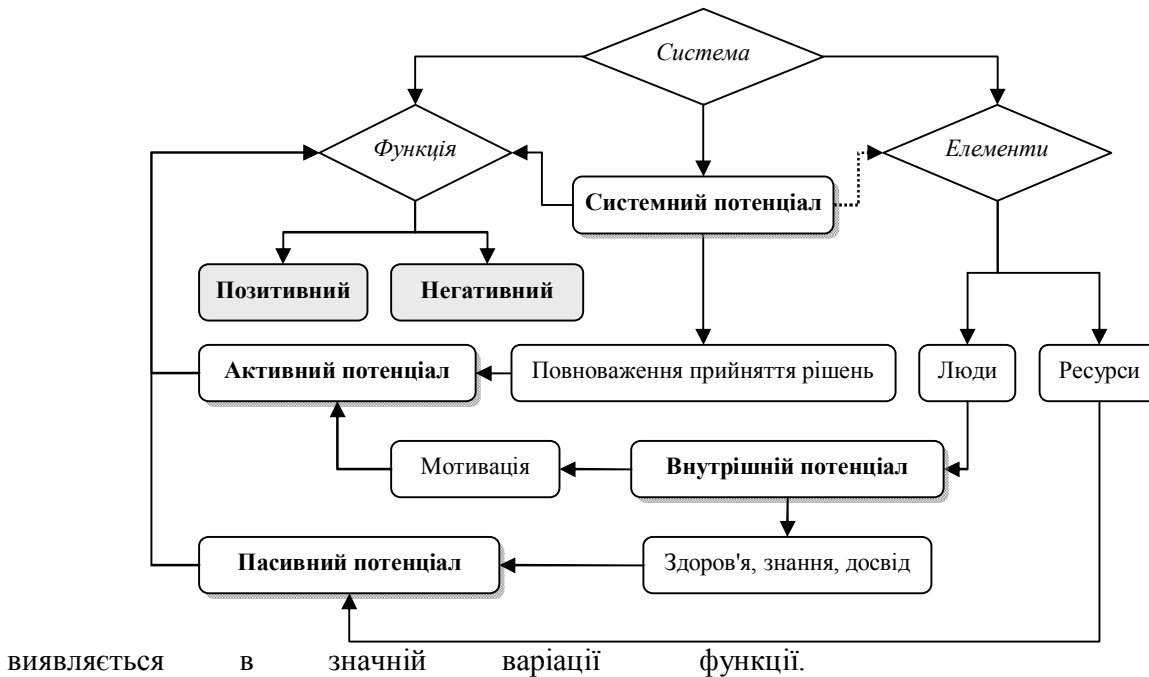 Система
Функція
Елементи
Системний потенціал
Позитивний
Негативний
Активний потенціал
Повноваження прийняття рішень
Люди
Ресурси
Мотивація
Внутрішній потенціал
Пасивний потенціал
Здоров'я, знання, досвід
виявляється в значній варіації функції.